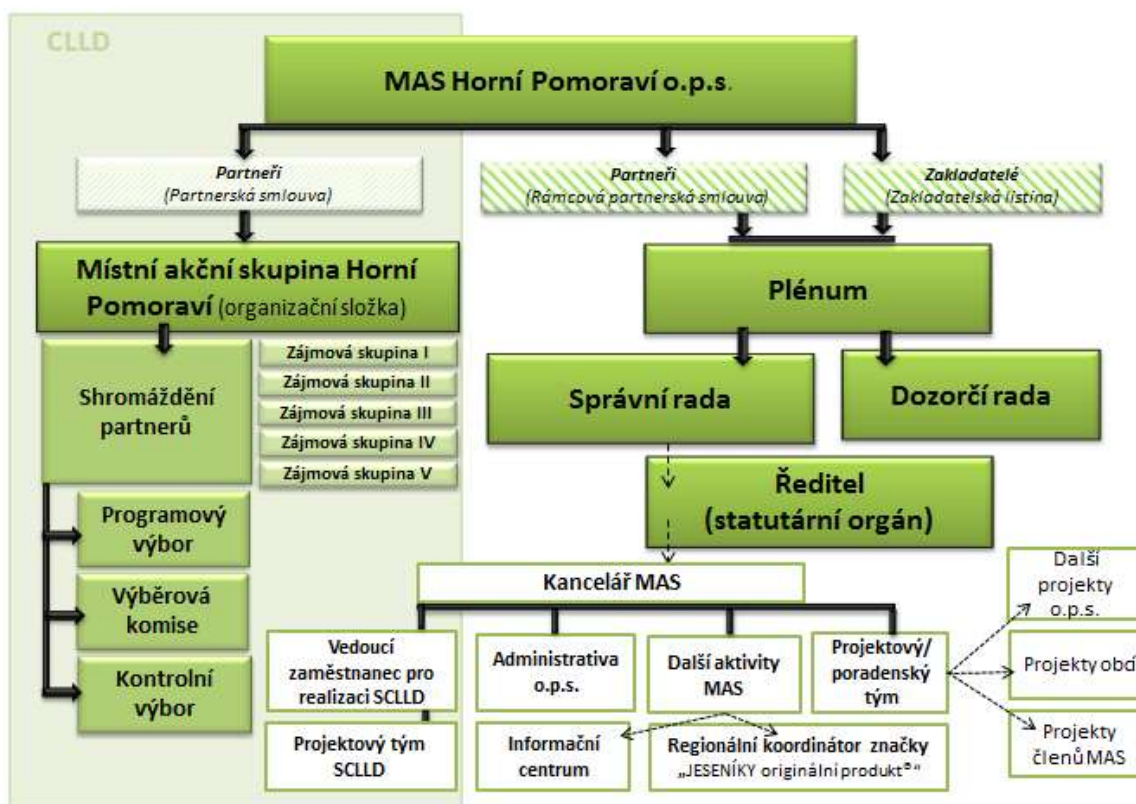 CLLD
MAS Horní Pomoraví o.p.s.
Partneří
(Partnerská smlouva)
Partneří
(Rámcová partnerská smlouva)
Zakladatelé
(Zakladatelská listina)
Místní akční skupina Horní
Pomoraví (organizační složka)
Plénum
Shromáždění
partnerů
Zájmová skupina I
Zájmová skupina II
Zájmová skupina III
Zájmová skupina IV
Zájmová skupina V
Správní rada
Dozorčí rada
Ředitel
(statutární orgán)
Programový
výbor
Výběrová
komise
Kontrolní
výbor
Kancelář MAS
Vedoucí
zaměstnanec pro
realizaci SCLLD
Administrativa
o.p.s.
Další aktivity
MAS
Projektový/
poradenský
tým
Další
projekty
o.p.s.
Projekty obcí
Projekty
členů MAS
Projektový tým
SCLLD
Informační
centrum
Regionální koordinátor značky
„JESENÍKY originální produkt®“